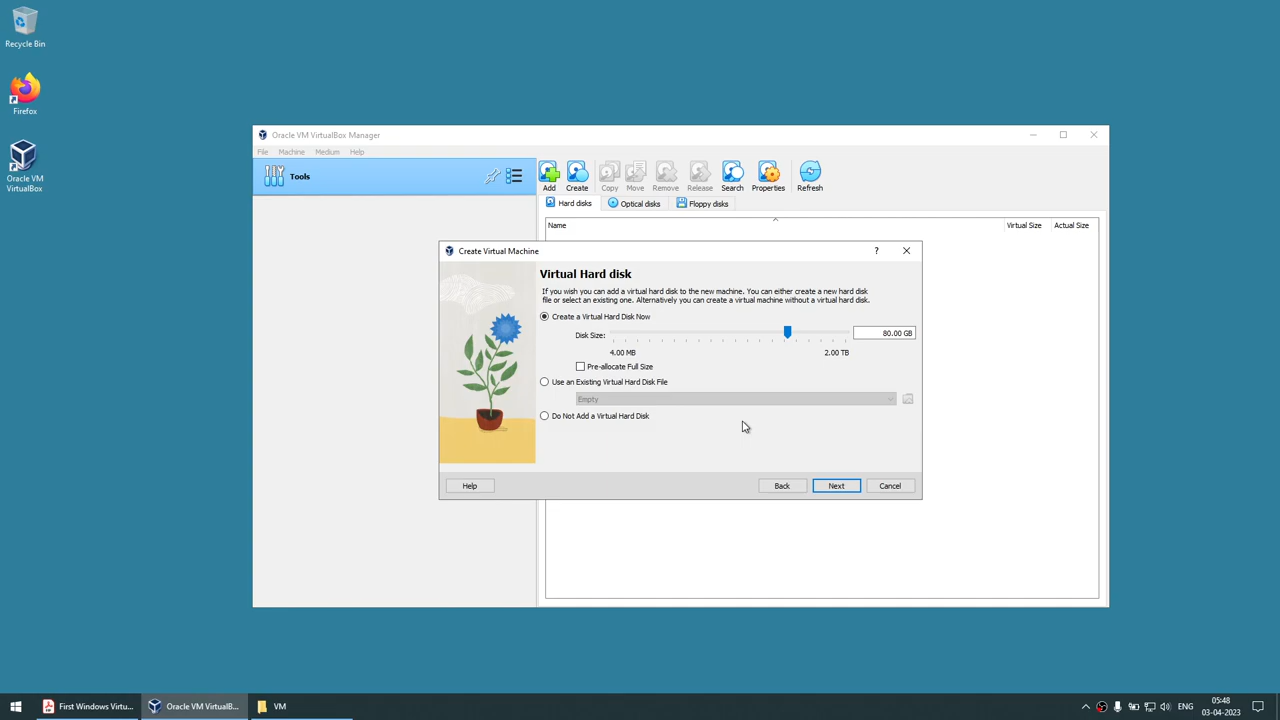 Recycle Bin
Firefox
Oracle VM
VirtualBox
Oracle VM VirtualBox Manager
File Machine Medium Help
Tools
Add Create Copy Move Remove Release Search Properties Refresh
Hard disks Optical disks Floppy disks
Name Virtual Size Actual Size
Create Virtual Machine ?
Virtual Hard disk
If you wish you can add a virtual hard disk to the new machine. You can either create a new hard disk
file or select an existing one. Alternatively you can create a virtual machine without a virtual hard disk.
Create a Virtual Hard Disk Now
Disk Size: 80.00 GB
4.00 MB 2.00 TB
Pre-allocate Full Size
Use an Existing Virtual Hard Disk File
Empty
Do Not Add a Virtual Hard Disk
Help Back Next Cancel
First Windows Virtu... Oracle VM VirtualB... VM ENG
05:48
03-04-2023